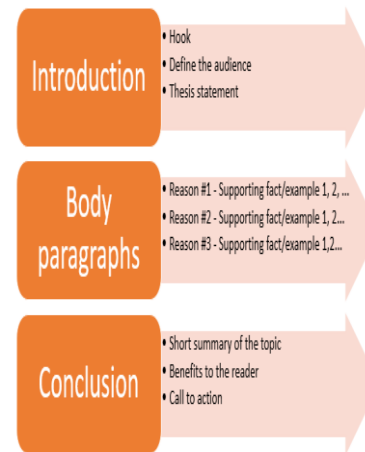 Introduction
• Hook
• Define the audience
• Thesis statement
Body
paragraphs
• Reason #1 - Supporting fact/example 1, 2, ...
• Reason #2 - Supporting fact/example 1, 2...
• Reason #3 - Supporting fact/example 1,2...
Conclusion
• Short summary of the topic
• Benefits to the reader
• Call to action